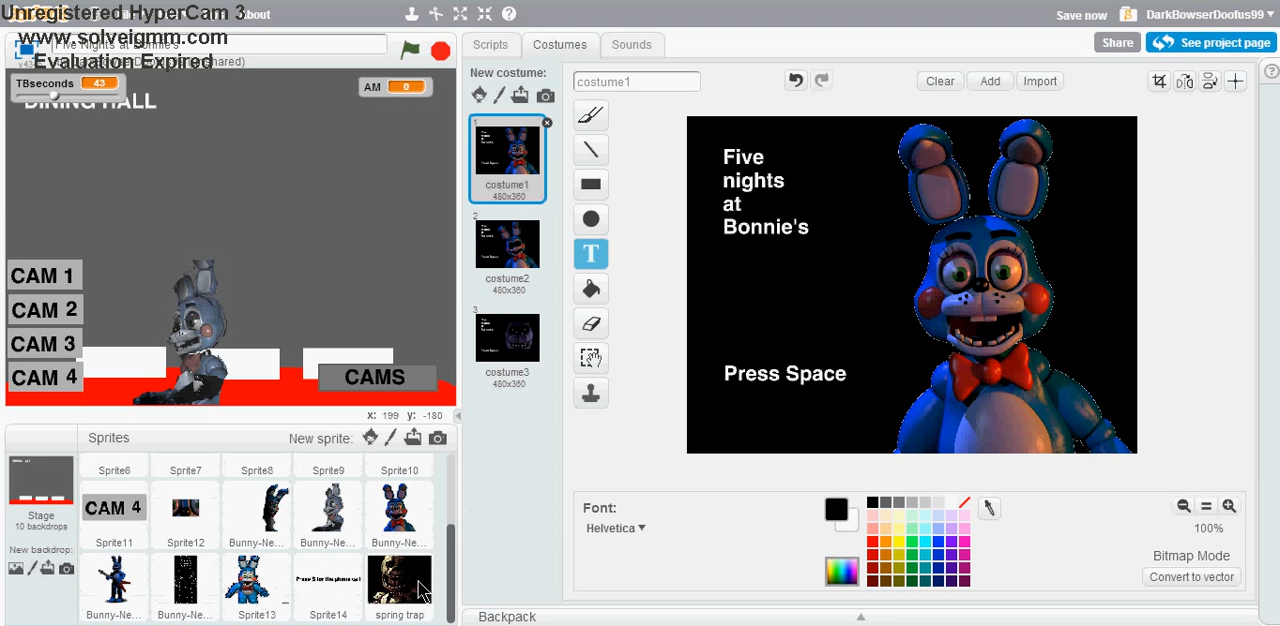 Unregistered HyperCam 3
About
Save now
DarkBowserDoofus99
www.solveigmm.com
Five Nights at Bonnie's
Evaluation Expired
Scripts
Costumes
Sounds
Share
See project page
TBseconds 43
AM 0
DINING HALL
CAM 1
CAM 2
CAM 3
CAM 4
CAMS
x: 199 y: -180
New costume:
costume1
Clear
Add
Import
1
costume1
480x360
2
costume2
480x360
3
costume3
480x360
Five
nights
at
Bonnie's
Press Space
T
Sprites
New sprite:
Stage
10 backdrops
New backdrop:
Sprite6
Sprite7
Sprite8
Sprite9
Sprite10
CAM 4
Sprite11
Sprite12
Bunny-Ne...
Bunny-Ne...
Bunny-Ne...
Bunny-Ne...
Bunny-Ne...
Sprite13
Sprite14
spring trap
Font:
Helvetica
100%
Bitmap Mode
Convert to vector
Backpack